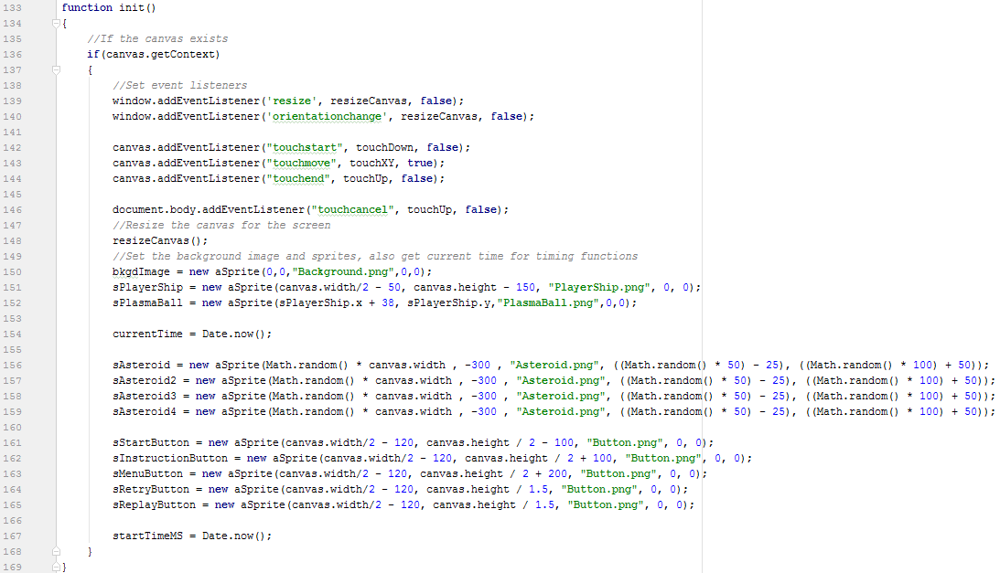 133 function init()
134 {
135 //If the canvas exists
136 if(canvas.getContext)
137 {
138 //Set event listeners
139 window.addEventListener('resize', resizeCanvas, false);
140 window.addEventListener('orientationchange', resizeCanvas, false);
141
142 canvas.addEventListener("touchstart", touchDown, false);
143 canvas.addEventListener("touchmove", touchXY, true);
144 canvas.addEventListener("touchend", touchUp, false);
145
146 document.body.addEventListener("touchcancel", touchUp, false);
147 //Resize the canvas for the screen
148 resizeCanvas();
149 //Set the background image and sprites, also get current time for timing functions
150 bkgdImage = new aSprite(0,0,"Background.png",0,0);
151 sPlayerShip = new aSprite(canvas.width/2 - 50, canvas.height - 150, "PlayerShip.png", 0, 0);
152 sPlasmaBall = new aSprite(sPlayerShip.x + 38, sPlayerShip.y,"PlasmaBall.png",0,0);
153
154 currentTime = Date.now();
155
156 sAsteroid = new aSprite(Math.random() * canvas.width , -300 , "Asteroid.png", ((Math.random() * 50) - 25), ((Math.random() * 100) + 50));
157 sAsteroid2 = new aSprite(Math.random() * canvas.width , -300 , "Asteroid.png", ((Math.random() * 50) - 25), ((Math.random() * 100) + 50));
158 sAsteroid3 = new aSprite(Math.random() * canvas.width , -300 , "Asteroid.png", ((Math.random() * 50) - 25), ((Math.random() * 100) + 50));
159 sAsteroid4 = new aSprite(Math.random() * canvas.width , -300 , "Asteroid.png", ((Math.random() * 50) - 25), ((Math.random() * 100) + 50));
160
161 sStartButton = new aSprite(canvas.width/2 - 120, canvas.height / 2 - 100, "Button.png", 0, 0);
162 sInstructionButton = new aSprite(canvas.width/2 - 120, canvas.height / 2 + 100, "Button.png", 0, 0);
163 sMenuButton = new aSprite(canvas.width/2 - 120, canvas.height / 2 + 200, "Button.png", 0, 0);
164 sRetryButton = new aSprite(canvas.width/2 - 120, canvas.height / 1.5, "Button.png", 0, 0);
165 sReplayButton = new aSprite(canvas.width/2 - 120, canvas.height / 1.5, "Button.png", 0, 0);
166
167 startTimeMS = Date.now();
168 }
169 }